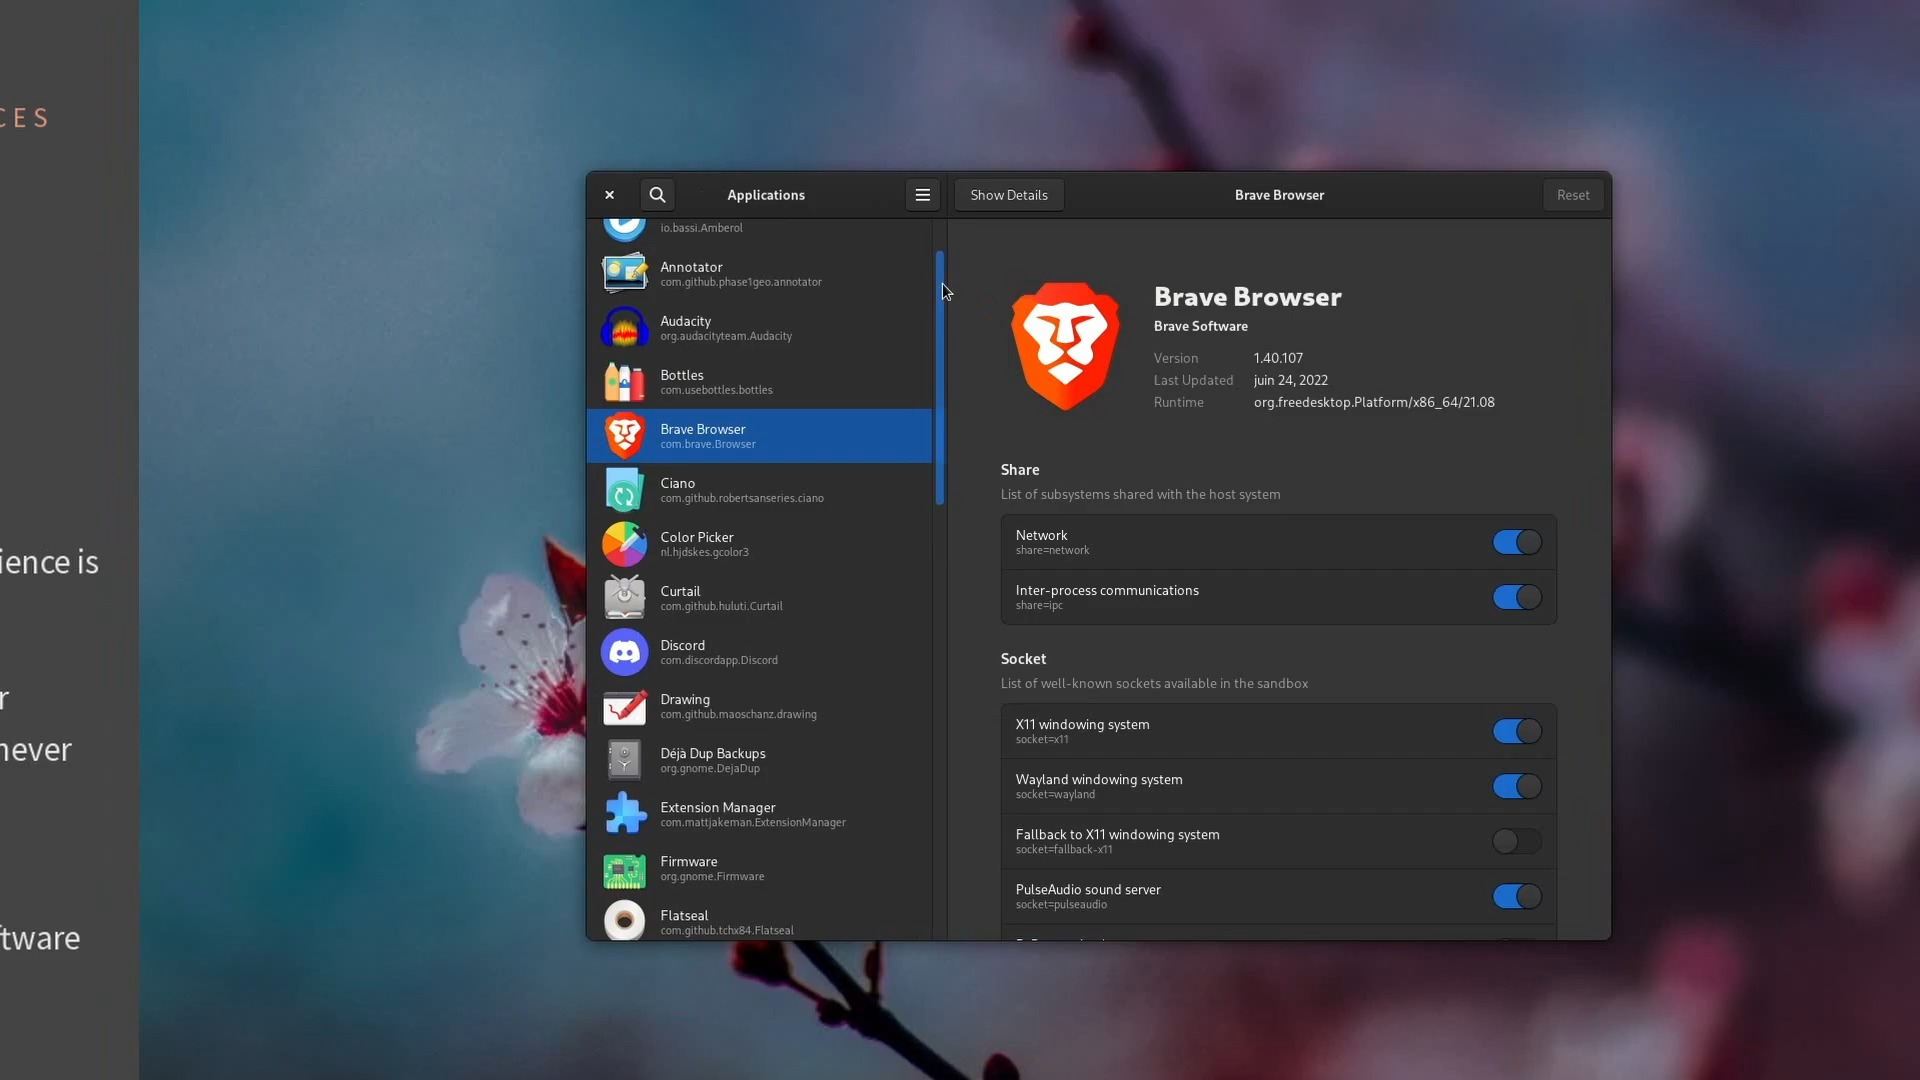 CES
ience is
r
never
tware
Applications
Show Details
Brave Browser
Reset
io.bassi.Amberol
Annotator
com.github.phase1geo.annotator
Audacity
org.audacityteam.Audacity
Bottles
com.usebottles.bottles
Brave Browser
com.brave.Browser
Ciano
com.github.robertsanseries.ciano
Color Picker
nl.hjdskes.gcolor3
Curtail
com.github.huluti.Curtail
Discord
com.discordapp.Discord
Drawing
com.github.maoschanz.drawing
Déjà Dup Backups
org.gnome.DejaDup
Extension Manager
com.mattjakeman.ExtensionManager
Firmware
org.gnome.Firmware
Flatseal
com.github.tchx84.Flatseal
Brave Browser
Brave Software
Version 1.40.107
Last Updated juin 24, 2022
Runtime org.freedesktop.Platform/x86_64/21.08
Share
List of subsystems shared with the host system
Network
share=network
Inter-process communications
share=ipc
Socket
List of well-known sockets available in the sandbox
X11 windowing system
socket=x11
Wayland windowing system
socket=wayland
Fallback to X11 windowing system
socket=fallback-x11
PulseAudio sound server
socket=pulseaudio